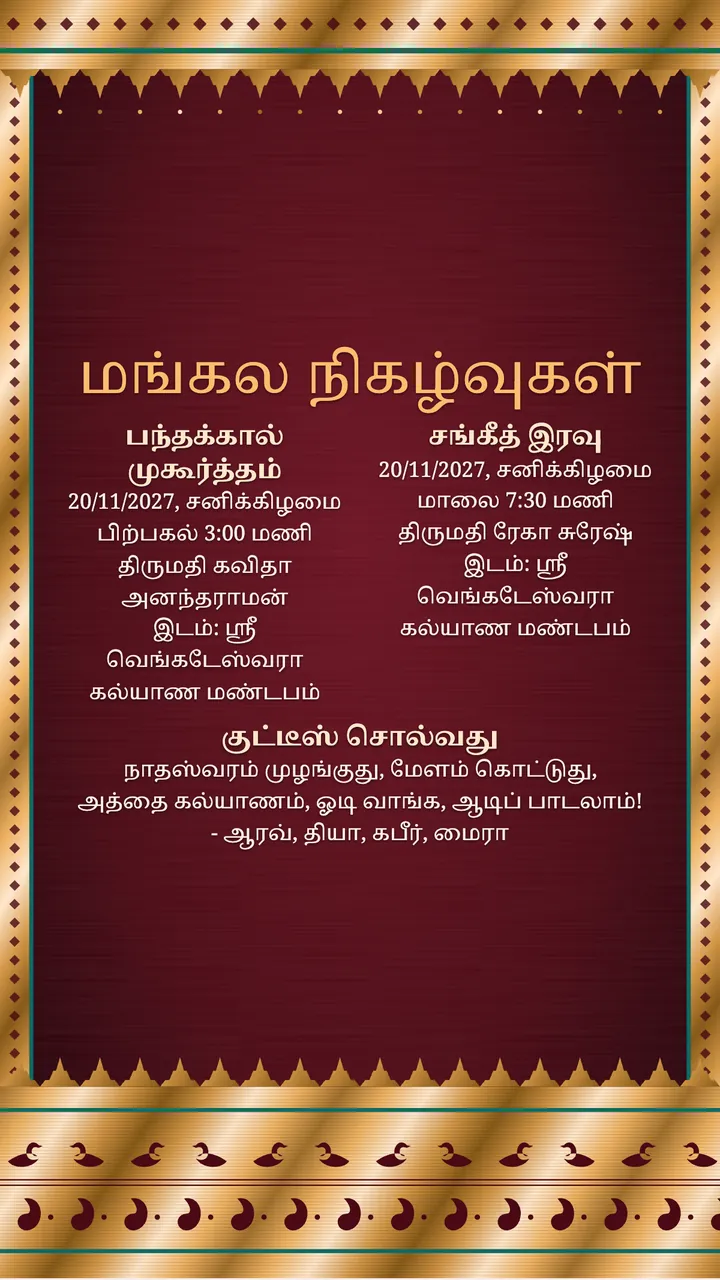 மங்கல நிகழ்வுகள்
பந்தக்கால்
முகூர்த்தம்
20/11/2027, சனிக்கிழமை
பிற்பகல் 3:00 மணி
திருமதி கவிதா
அனந்தராமன்
இடம்: ஸ்ரீ
வெங்கடேஸ்வரா
கல்யாண மண்டபம்
சங்கீத் இரவு
20/11/2027, சனிக்கிழமை
மாலை 7:30 மணி
திருமதி ரேகா சுரேஷ்
இடம்: ஸ்ரீ
வெங்கடேஸ்வரா
கல்யாண மண்டபம்
குட்டீஸ் சொல்வது
நாதஸ்வரம் முழங்குது, மேளம் கொட்டுது,
அத்தை கல்யாணம், ஓடி வாங்க, ஆடிப் பாடலாம்!
- ஆரவ், தியா, கபீர், மைரா